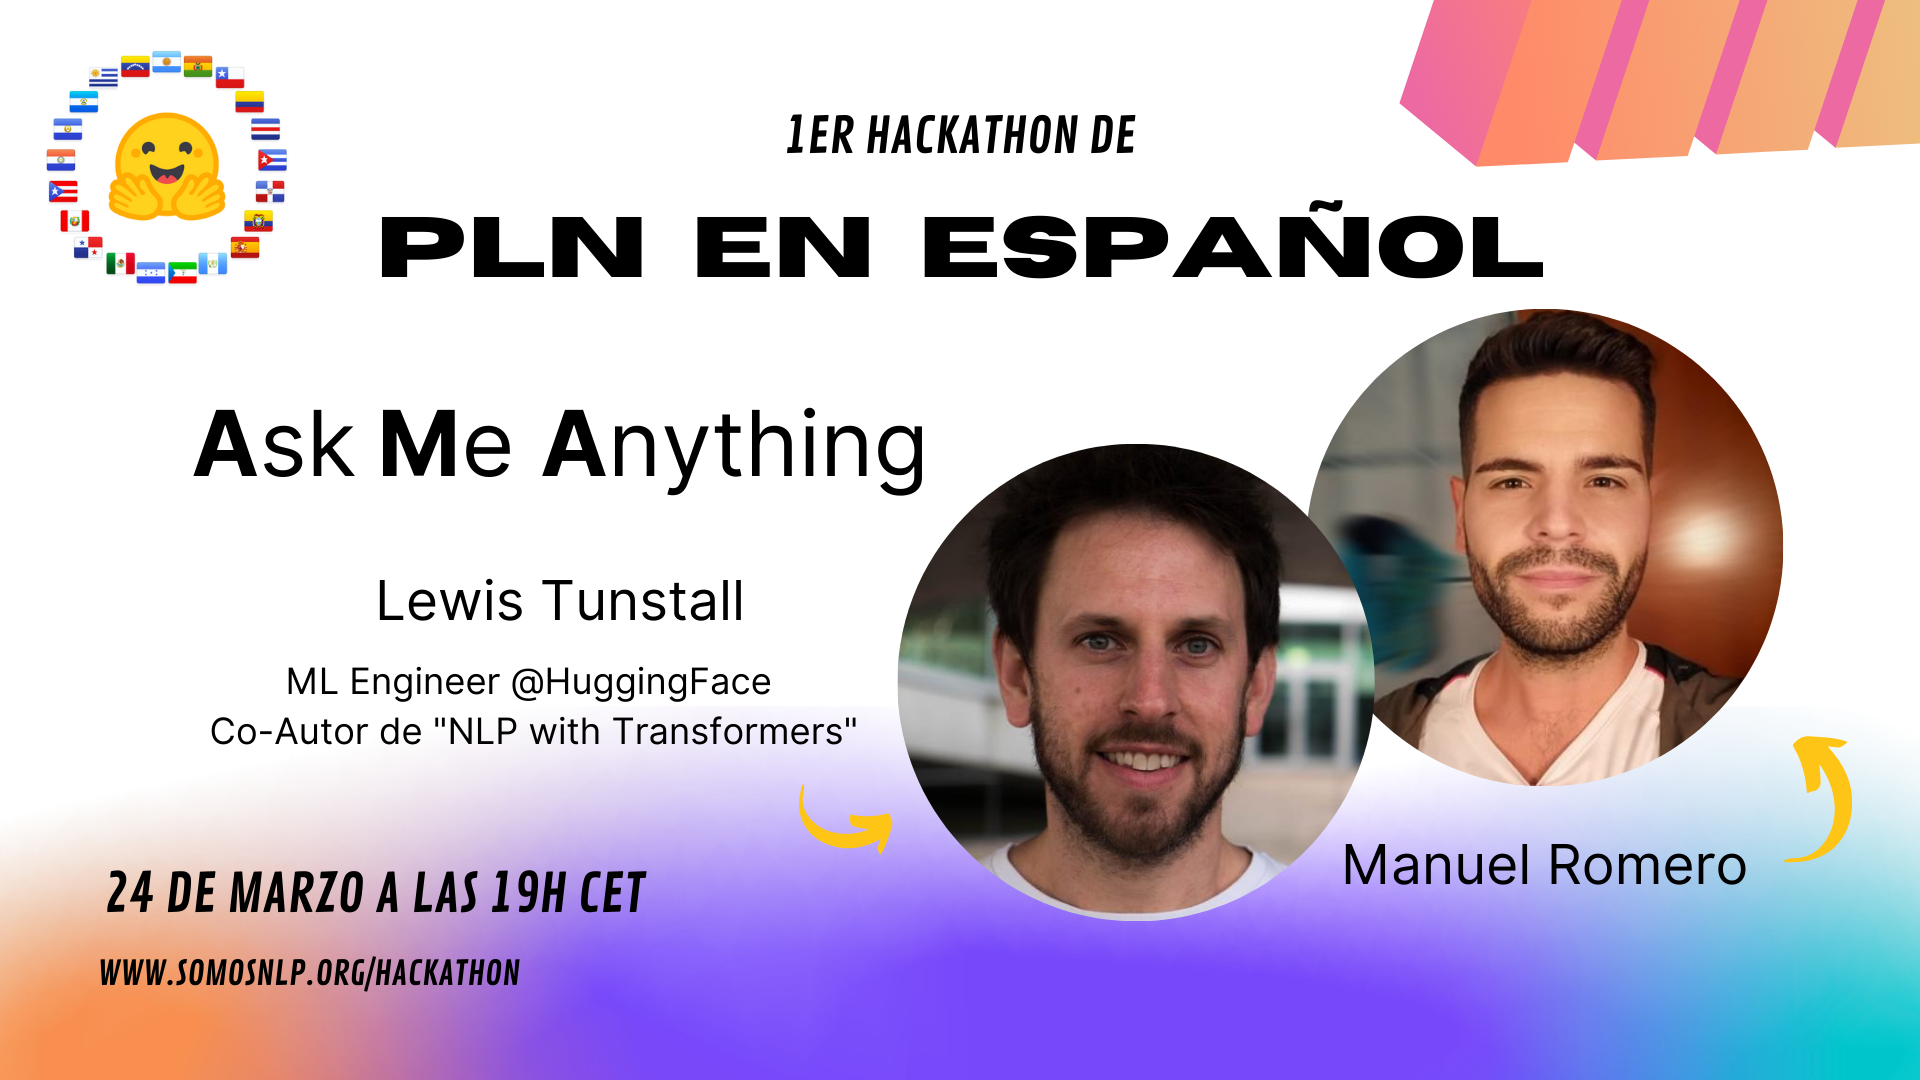 1ER HACKATHON DE
PLN EN ESPAÑOL
Ask Me Anything
Lewis Tunstall
ML Engineer @HuggingFace
Co-Autor de "NLP with Transformers"
Manuel Romero
24 DE MARZO A LAS 19H CET
WWW.SOMOSNLP.ORG/HACKATHON